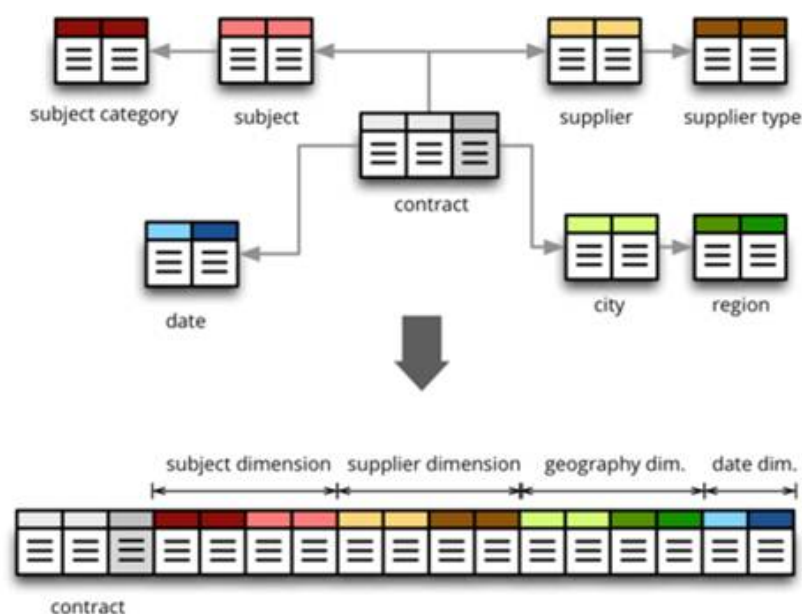 subject category
subject
supplier
supplier type
contract
date
city
region
subject dimension
supplier dimension
geography dim.
date dim.
contract